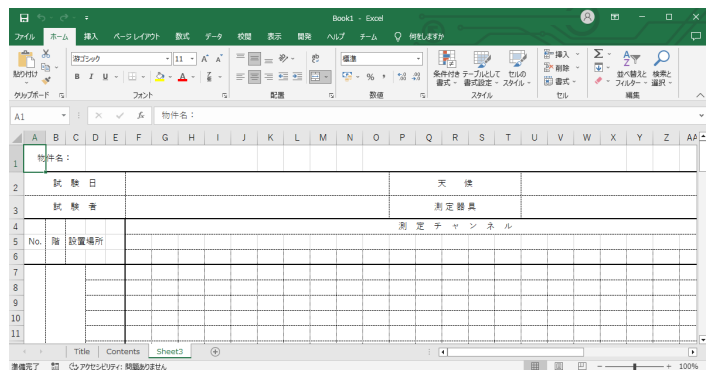 Book1 - Excel
ファイル ホーム 挿入 ページ レイアウト 数式 データ 校閲 表示 開発 ヘルプ チーム 何をしますか
貼り付け
游ゴシック 11 A A
B I U A
標準
% 9
条件付き テーブルとして セルの
書式 書式設定 スタイル
挿入
削除
書式
並べ替えと 検索と
フィルター 選択
クリップボード フォント 配置 数値 スタイル セル 編集
A1 fx 物件名：
A B C D E F G H I J K L M N O P Q R S T U V W X Y Z AA
1 物件名：
2 試 験 日 天 候
3 試 験 者 測定器具
4 測 定 チ ャ ン ネ ル
5 No. 階 設置場所
6
7
8
9
10
11
Title Contents Sheet3
準備完了 アクセシビリティ: 問題ありません 100%